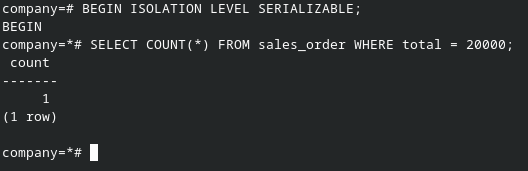 company=# BEGIN ISOLATION LEVEL SERIALIZABLE;
BEGIN
company=*# SELECT COUNT(*) FROM sales_order WHERE total = 20000;
 count
-------
     1
(1 row)

company=*#